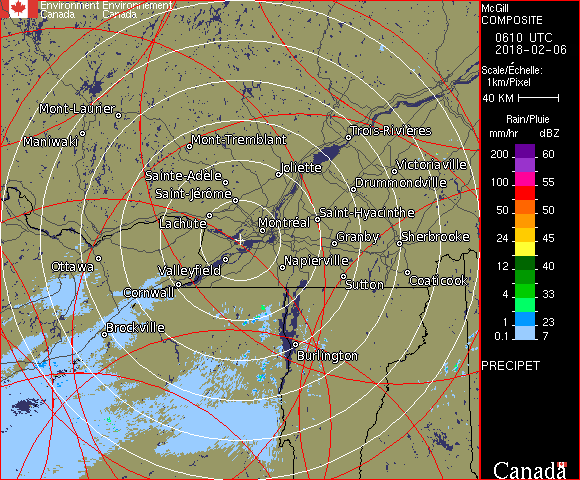 Environment Environnement
Canada Canada
McGill
COMPOSITE
0610 UTC
2018-02-06
Scale/Échelle:
1km/Pixel
40 KM
Rain/Pluie
mm/hr dBZ
200 60
100 55
50 50
24 45
12 40
4 33
1 23
0.1 7
PRECIPET
Mont-Laurier
Maniwaki
Mont-Tremblant
Trois-Rivières
Sainte-Adèle
Joliette
Victoriaville
Saint-Jérôme
Drummondville
Lachute
Montréal
Saint-Hyacinthe
Granby
Sherbrooke
Ottawa
Valleyfield
Napierville
Cornwall
Sutton
Coaticook
Brockville
Burlington
Canada